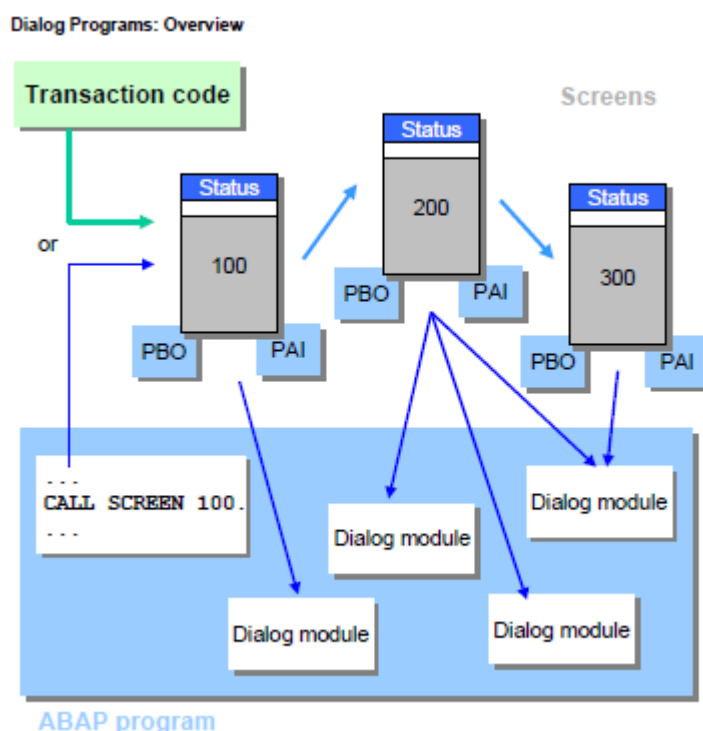 Dialog Programs: Overview
Transaction code
Screens
Status
200
PBO
PAI
Status
100
PBO
PAI
Status
300
PBO
PAI
or
...
CALL SCREEN 100.
...
Dialog module
Dialog module
Dialog module
Dialog module
ABAP program